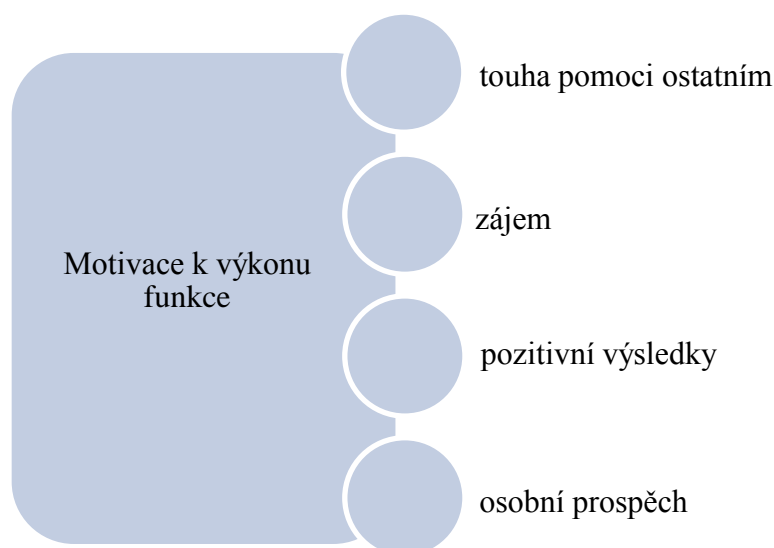 touha pomoci ostatním
zájem
Motivace k výkonu
funkce
pozitivní výsledky
osobní prospěch